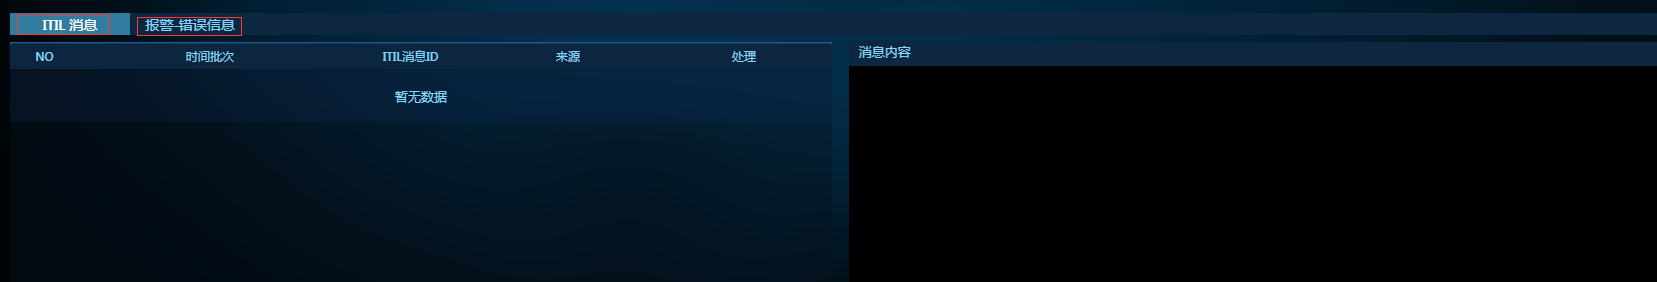 ITIL 消息 报警-错误信息
NO 时间批次 ITIL消息ID 来源 处理
暂无数据
消息内容